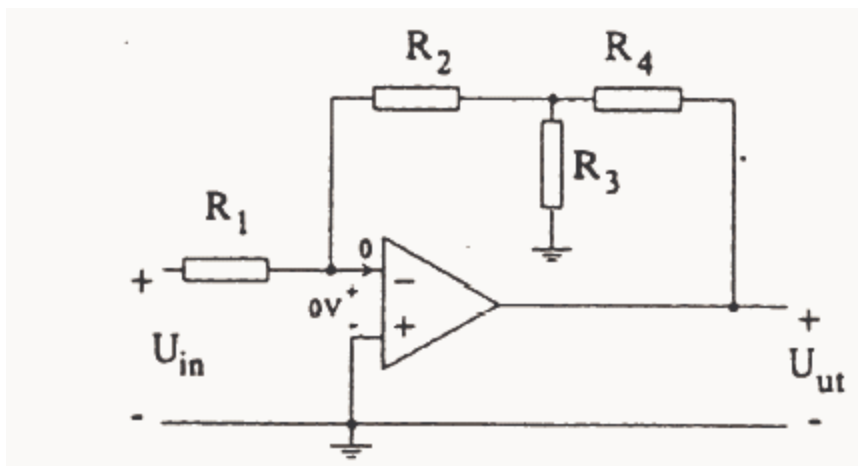 R2 R4
R3
R1
0
+ −
0V +
- +
Uin
+
Uut
- -